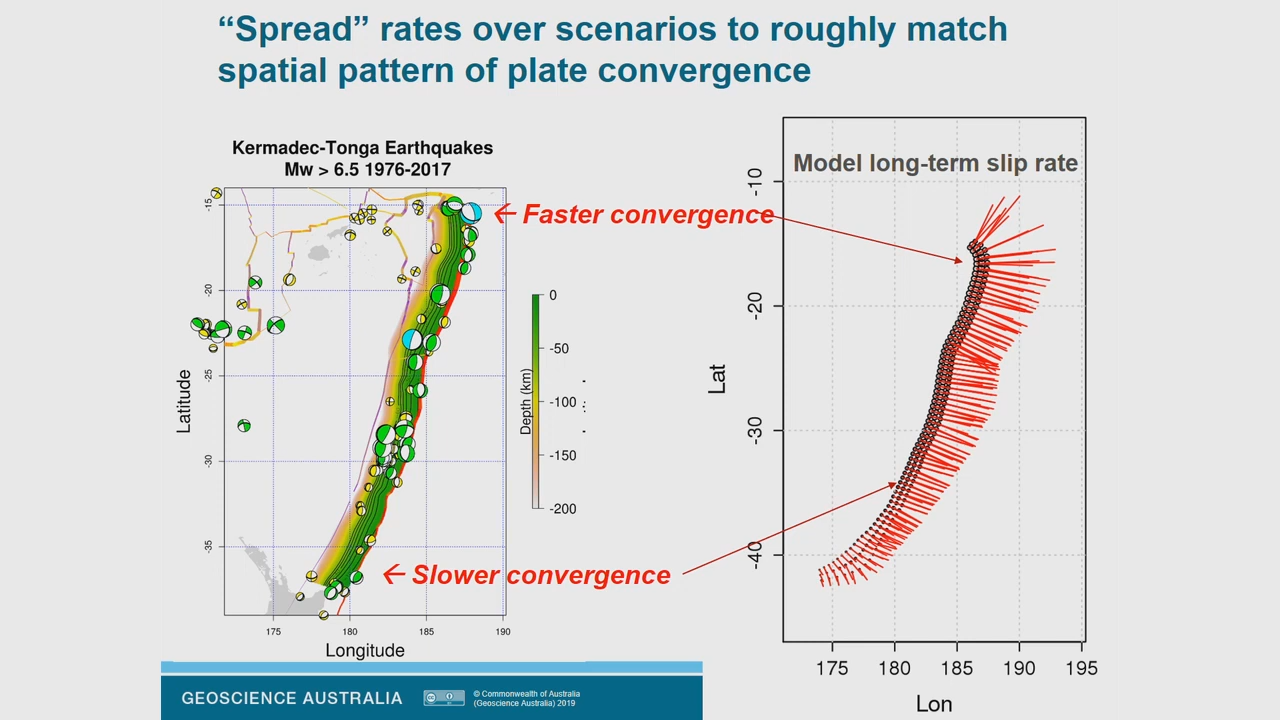 “Spread” rates over scenarios to roughly match
spatial pattern of plate convergence
Kermadec-Tonga Earthquakes
Mw > 6.5 1976-2017
Latitude
-15
-20
-25
-30
-35
175
180
185
190
Longitude
← Faster convergence
← Slower convergence
Depth (km)
0
-50
-100
-150
-200
Model long-term slip rate
Lat
-10
-20
-30
-40
175
180
185
190
195
Lon
GEOSCIENCE AUSTRALIA
© Commonwealth of Australia
(Geoscience Australia) 2019